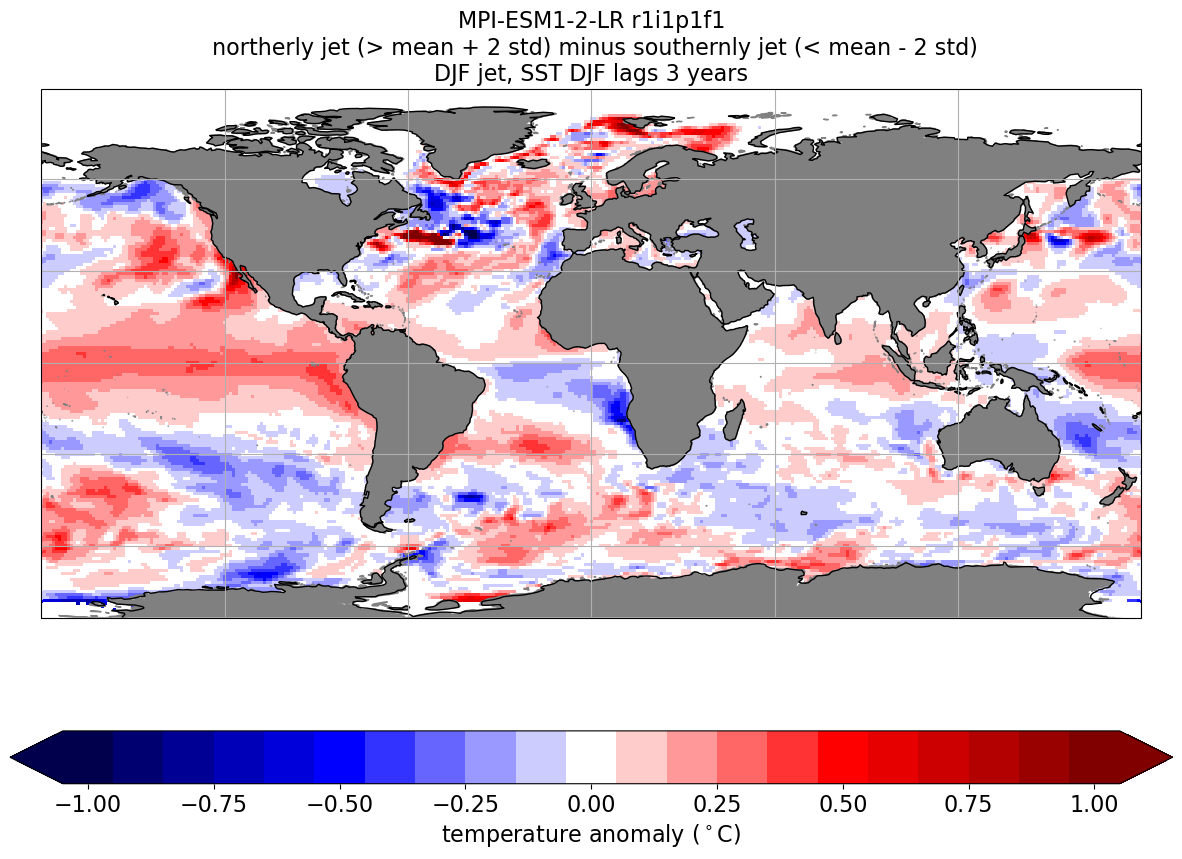 MPI-ESM1-2-LR r1i1p1f1
northerly jet (> mean + 2 std) minus southernly jet (< mean - 2 std)
DJF jet, SST DJF lags 3 years
−1.00 −0.75 −0.50 −0.25 0.00 0.25 0.50 0.75 1.00
temperature anomaly (°C)